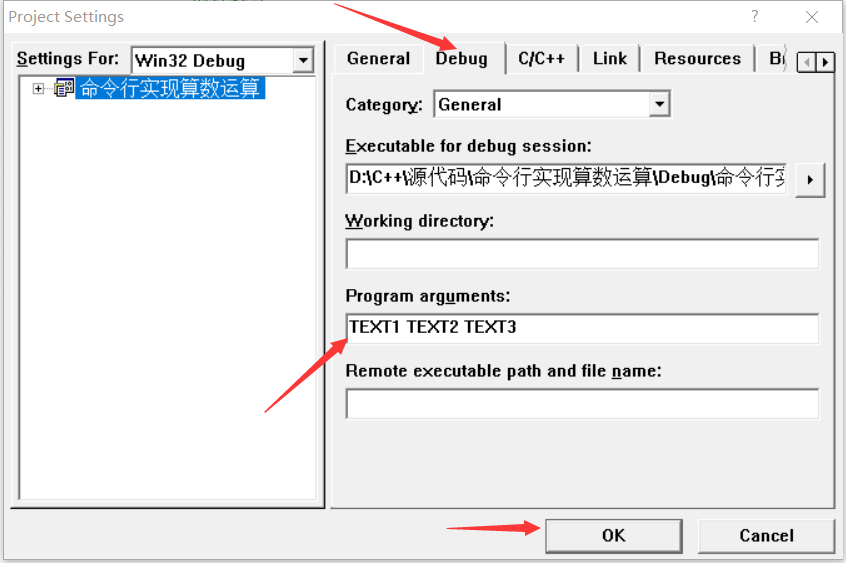 Project Settings
Settings For:
Win32 Debug
命令行实现算数运算
General
Debug
C/C++
Link
Resources
Category:
General
Executable for debug session:
D:\C++\源代码\命令行实现算数运算\Debug\命令行
Working directory:
Program arguments:
TEXT1 TEXT2 TEXT3
Remote executable path and file name:
OK
Cancel